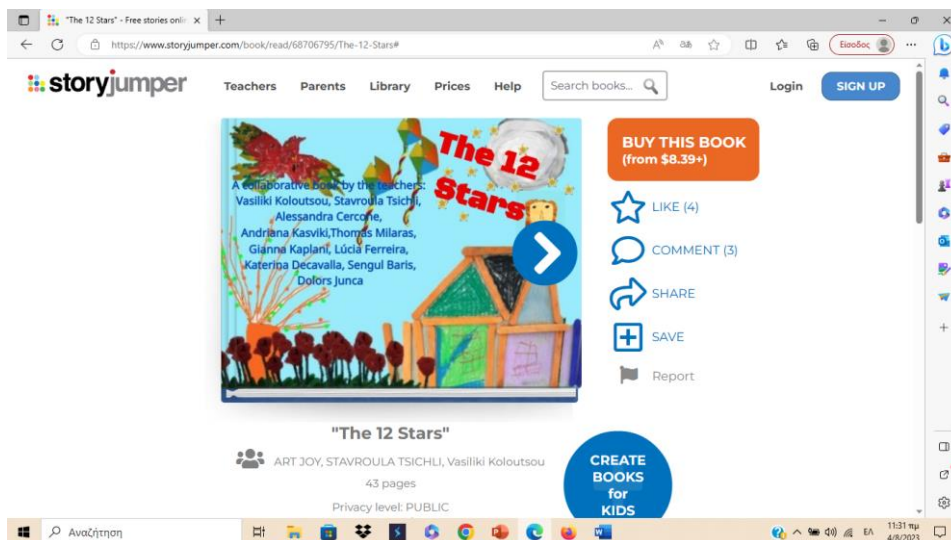 "The 12 Stars" - Free stories onlin
https://www.storyjumper.com/book/read/68706795/The-12-Stars#
Είσοδος
storyjumper
Teachers Parents Library Prices Help Search books... Login SIGN UP
The 12
Stars
A collaborative book by the teachers:
Vasiliki Koloutsou, Stavroula Tsichli,
Alessandra Cercone,
Andriana Kasviki,Thomas Milaras,
Gianna Kaplani, Lúcia Ferreira,
Katerina Decavalla, Sengul Baris,
Dolors Junca
BUY THIS BOOK
(from $8.39+)
LIKE (4)
COMMENT (3)
SHARE
SAVE
Report
"The 12 Stars"
ART JOY, STAVROULA TSICHLI, Vasiliki Koloutsou
43 pages
Privacy level: PUBLIC
CREATE
BOOKS
for
KIDS
Αναζήτηση
ΕΛ
11:31 πμ
4/8/2023